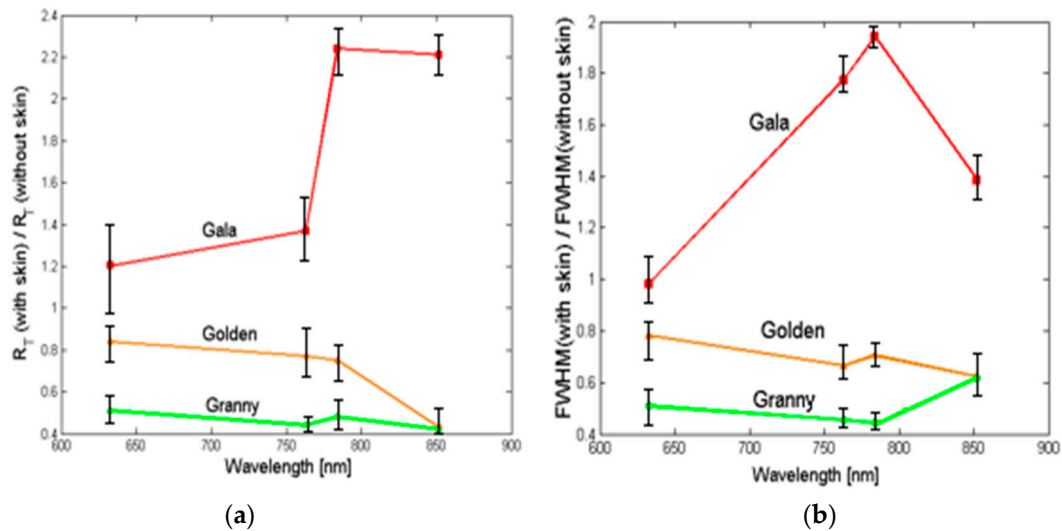 R_T (with skin) / R_T (without skin)
2.4
2.2
2
1.8
1.6
1.4
1.2
1
0.8
0.6
0.4
Gala
Golden
Granny
600
650
700
750
800
850
900
Wavelength [nm]
(a)
FWHM(with skin) / FWHM(without skin)
2
1.8
1.6
1.4
1.2
1
0.8
0.6
0.4
Gala
Golden
Granny
600
650
700
750
800
850
900
Wavelength [nm]
(b)